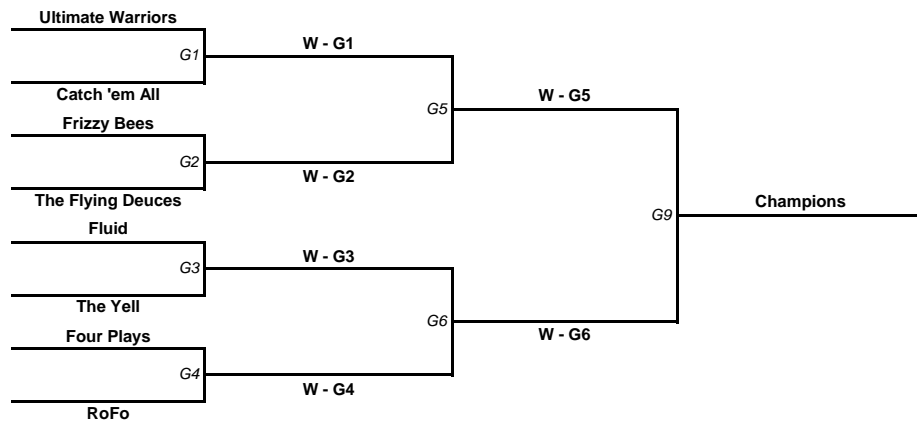 Ultimate Warriors
G1
W - G1
Catch 'em All
G5
W - G5
Frizzy Bees
G2
W - G2
The Flying Deuces
G9
Champions
Fluid
G3
W - G3
The Yell
G6
W - G6
Four Plays
G4
W - G4
RoFo